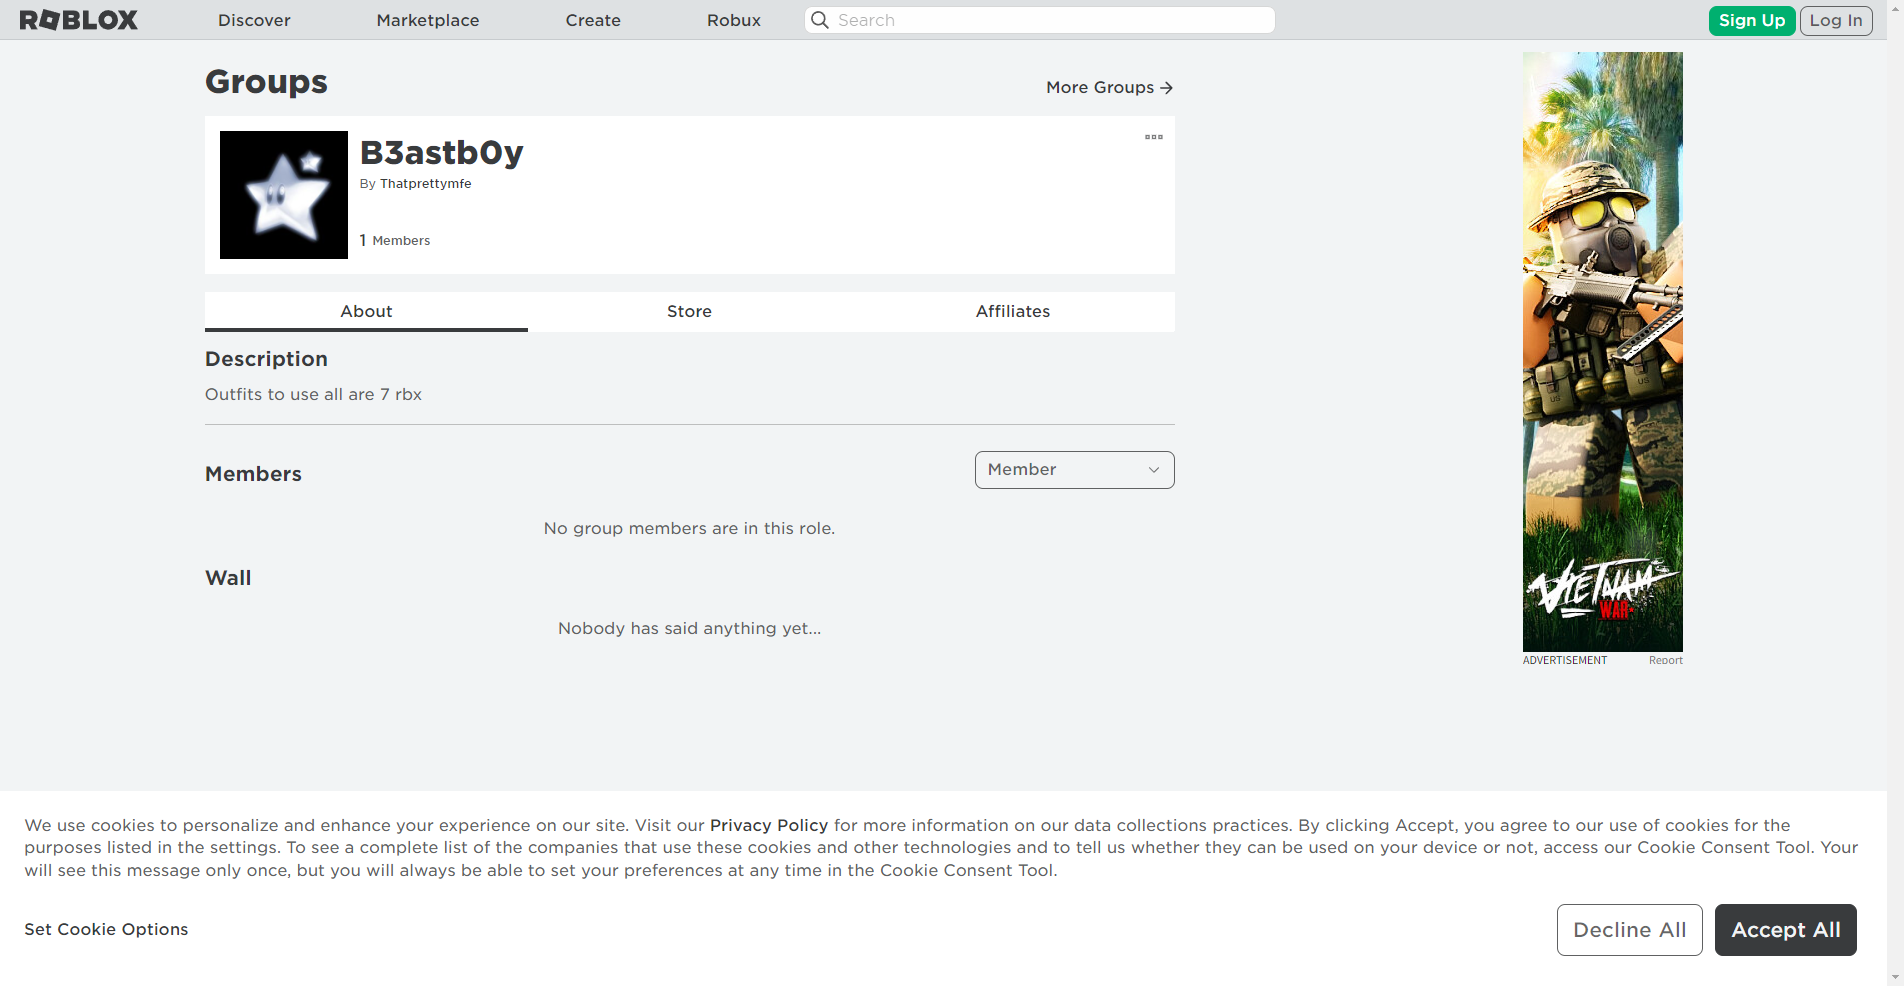 ROBLOX
Discover
Marketplace
Create
Robux
Search
Sign Up
Log In
Groups
More Groups
B3astb0y
By Thatprettymfe
1 Members
About
Store
Affiliates
Description
Outfits to use all are 7 rbx
Members
Member
No group members are in this role.
Wall
Nobody has said anything yet...
US
US
VIETNAM
WAR
ADVERTISEMENT
Report
We use cookies to personalize and enhance your experience on our site. Visit our Privacy Policy for more information on our data collections practices. By clicking Accept, you agree to our use of cookies for the
purposes listed in the settings. To see a complete list of the companies that use these cookies and other technologies and to tell us whether they can be used on your device or not, access our Cookie Consent Tool. Your
will see this message only once, but you will always be able to set your preferences at any time in the Cookie Consent Tool.
Set Cookie Options
Decline All
Accept All